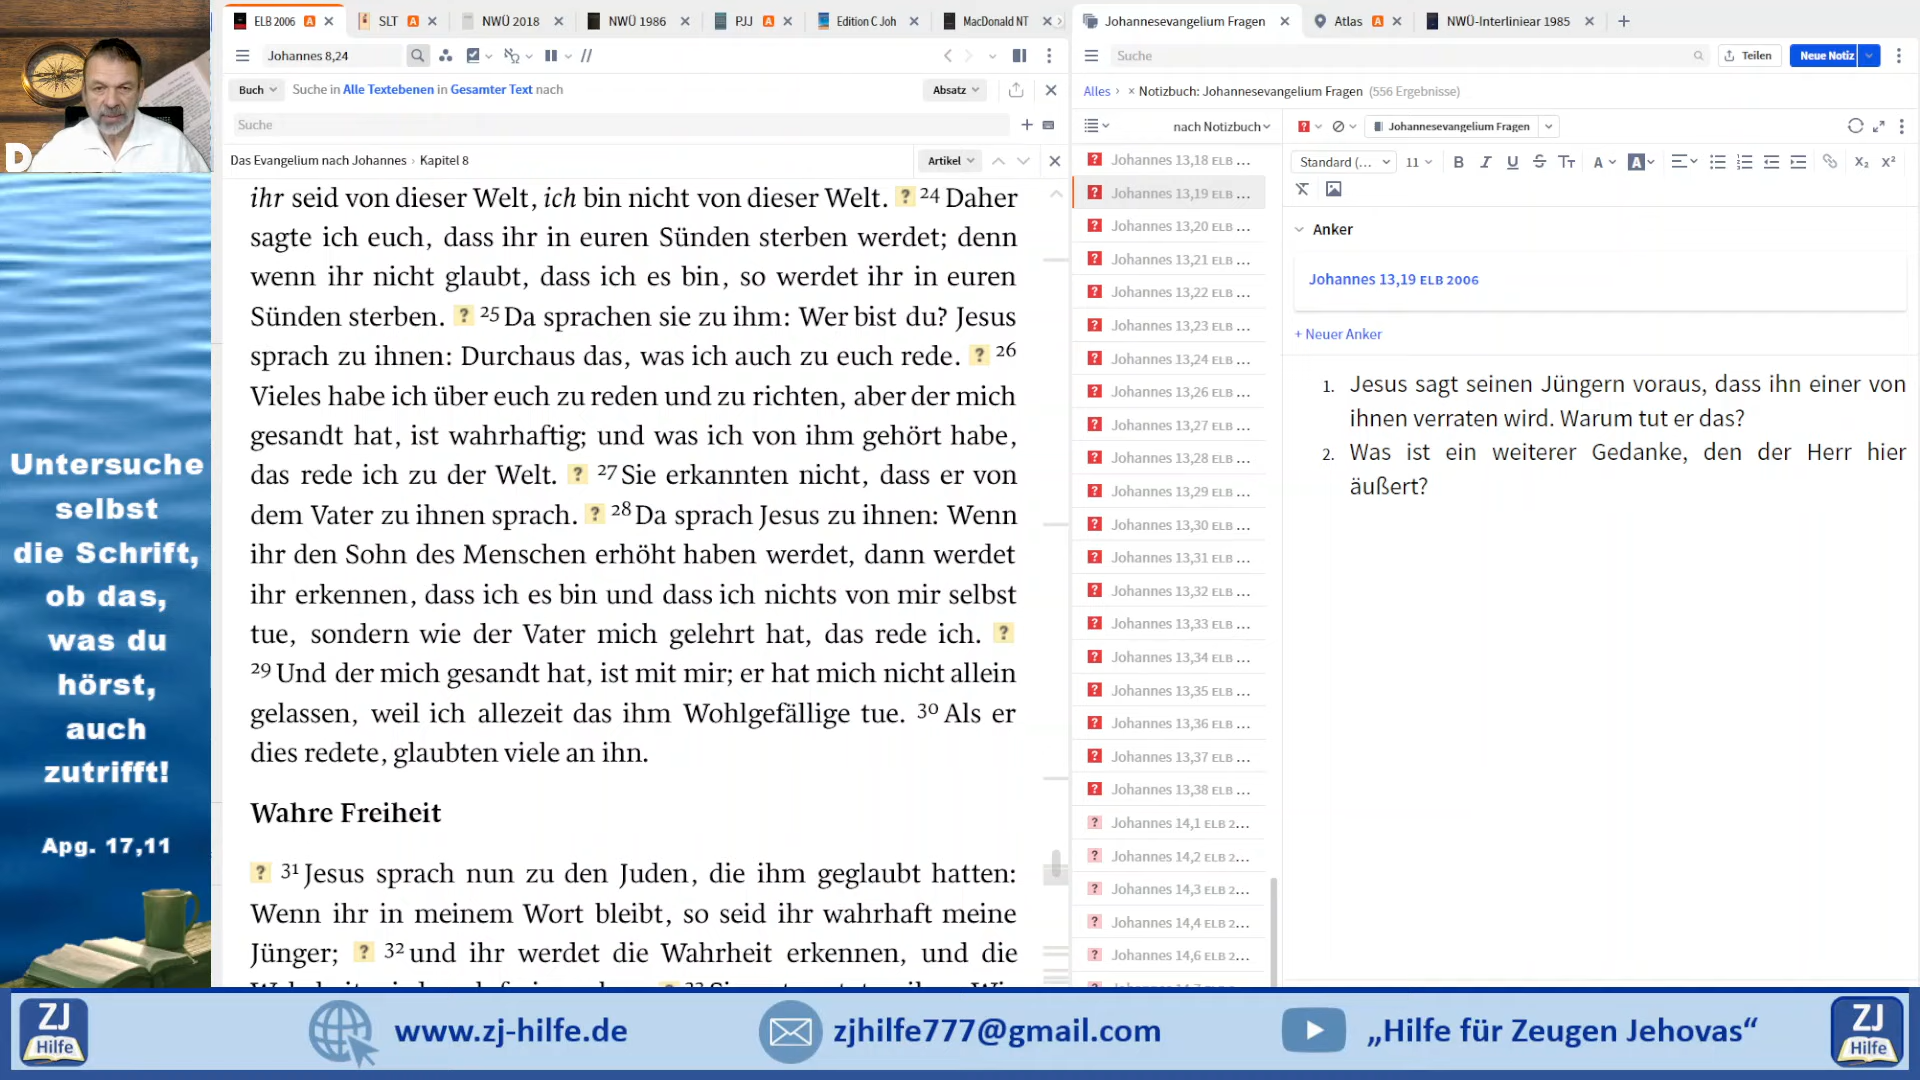 ELB 2006 A
SLT A
NWÜ 2018
NWÜ 1986
PJJ A
Edition C Joh
MacDonald NT
Johannesevangelium Fragen
Atlas A
NWÜ-Interliniear 1985
Johannes 8,24
Suche
Teilen
Neue Notiz
Buch
Suche in Alle Textebenen in Gesamter Text nach
Absatz
Alles › × Notizbuch: Johannesevangelium Fragen (556 Ergebnisse)
Suche
nach Notizbuch
Johannesevangelium Fragen
Das Evangelium nach Johannes › Kapitel 8
Artikel
Standard (...
11
ihr seid von dieser Welt, ich bin nicht von dieser Welt. ? 24 Daher
sagte ich euch, dass ihr in euren Sünden sterben werdet; denn
wenn ihr nicht glaubt, dass ich es bin, so werdet ihr in euren
Sünden sterben. ? 25 Da sprachen sie zu ihm: Wer bist du? Jesus
sprach zu ihnen: Durchaus das, was ich auch zu euch rede. ? 26
Vieles habe ich über euch zu reden und zu richten, aber der mich
gesandt hat, ist wahrhaftig; und was ich von ihm gehört habe,
das rede ich zu der Welt. ? 27 Sie erkannten nicht, dass er von
dem Vater zu ihnen sprach. ? 28 Da sprach Jesus zu ihnen: Wenn
ihr den Sohn des Menschen erhöht haben werdet, dann werdet
ihr erkennen, dass ich es bin und dass ich nichts von mir selbst
tue, sondern wie der Vater mich gelehrt hat, das rede ich. ?
29 Und der mich gesandt hat, ist mit mir; er hat mich nicht allein
gelassen, weil ich allezeit das ihm Wohlgefällige tue. 30 Als er
dies redete, glaubten viele an ihn.
Wahre Freiheit
? 31 Jesus sprach nun zu den Juden, die ihm geglaubt hatten:
Wenn ihr in meinem Wort bleibt, so seid ihr wahrhaft meine
Jünger; ? 32 und ihr werdet die Wahrheit erkennen, und die
Johannes 13,18 ELB ...
Johannes 13,19 ELB ...
Johannes 13,20 ELB ...
Johannes 13,21 ELB ...
Johannes 13,22 ELB ...
Johannes 13,23 ELB ...
Johannes 13,24 ELB ...
Johannes 13,26 ELB ...
Johannes 13,27 ELB ...
Johannes 13,28 ELB ...
Johannes 13,29 ELB ...
Johannes 13,30 ELB ...
Johannes 13,31 ELB ...
Johannes 13,32 ELB ...
Johannes 13,33 ELB ...
Johannes 13,34 ELB ...
Johannes 13,35 ELB ...
Johannes 13,36 ELB ...
Johannes 13,37 ELB ...
Johannes 13,38 ELB ...
Johannes 14,1 ELB 2...
Johannes 14,2 ELB 2...
Johannes 14,3 ELB 2...
Johannes 14,4 ELB 2...
Johannes 14,6 ELB 2...
Anker
Johannes 13,19 ELB 2006
+ Neuer Anker
1. Jesus sagt seinen Jüngern voraus, dass ihn einer von
ihnen verraten wird. Warum tut er das?
2. Was ist ein weiterer Gedanke, den der Herr hier
äußert?
Untersuche
selbst
die Schrift,
ob das,
was du
hörst,
auch
zutrifft!
Apg. 17,11
ZJ
Hilfe
www.zj-hilfe.de
zjhilfe777@gmail.com
„Hilfe für Zeugen Jehovas“
ZJ
Hilfe